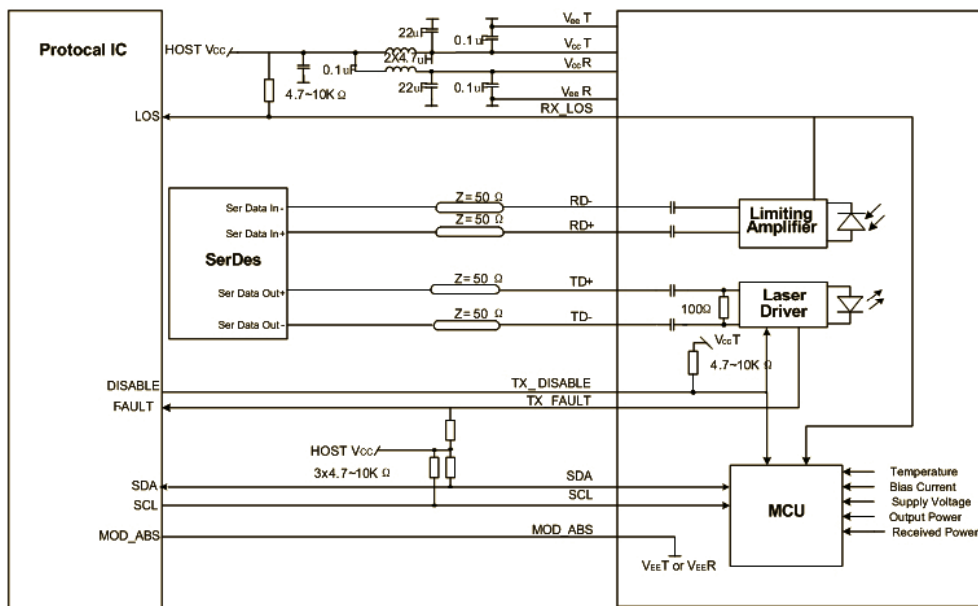 Protocal IC
HOST Vcc
22uF
0.1uF
VeeT
VccT
2X4.7uH
0.1uF
VccR
22uF
0.1uF
VeeR
4.7~10K Ω
LOS
RX_LOS
Ser Data In-
Z=50 Ω
RD-
Ser Data In+
Z=50 Ω
RD+
Limiting
Amplifier
SerDes
Ser Data Out+
Z=50 Ω
TD+
100Ω
Laser
Driver
Ser Data Out-
Z=50 Ω
TD-
VccT
4.7~10K Ω
DISABLE
TX_DISABLE
FAULT
TX_FAULT
HOST Vcc
3x4.7~10K Ω
SDA
SDA
SCL
SCL
MOD_ABS
MOD_ABS
VEET or VEER
MCU
Temperature
Bias Current
Supply Voltage
Output Power
Received Power